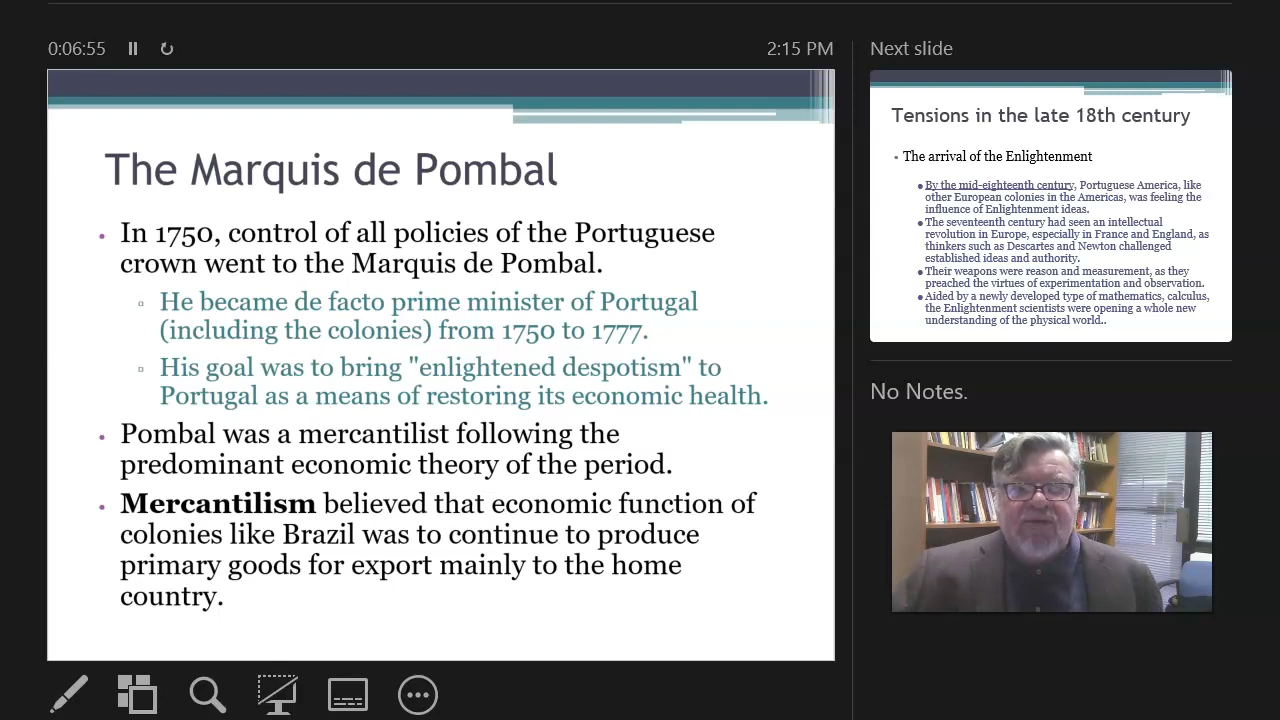 0:06:55
2:15 PM
Next slide
The Marquis de Pombal
• In 1750, control of all policies of the Portuguese
crown went to the Marquis de Pombal.
▫ He became de facto prime minister of Portugal
(including the colonies) from 1750 to 1777.
▫ His goal was to bring "enlightened despotism" to
Portugal as a means of restoring its economic health.
• Pombal was a mercantilist following the
predominant economic theory of the period.
• Mercantilism believed that economic function of
colonies like Brazil was to continue to produce
primary goods for export mainly to the home
country.
Tensions in the late 18th century
• The arrival of the Enlightenment
● By the mid-eighteenth century, Portuguese America, like
other European colonies in the Americas, was feeling the
influence of Enlightenment ideas.
● The seventeenth century had seen an intellectual
revolution in Europe, especially in France and England, as
thinkers such as Descartes and Newton challenged
established ideas and authority.
● Their weapons were reason and measurement, as they
preached the virtues of experimentation and observation.
● Aided by a newly developed type of mathematics, calculus,
the Enlightenment scientists were opening a whole new
understanding of the physical world..
No Notes.